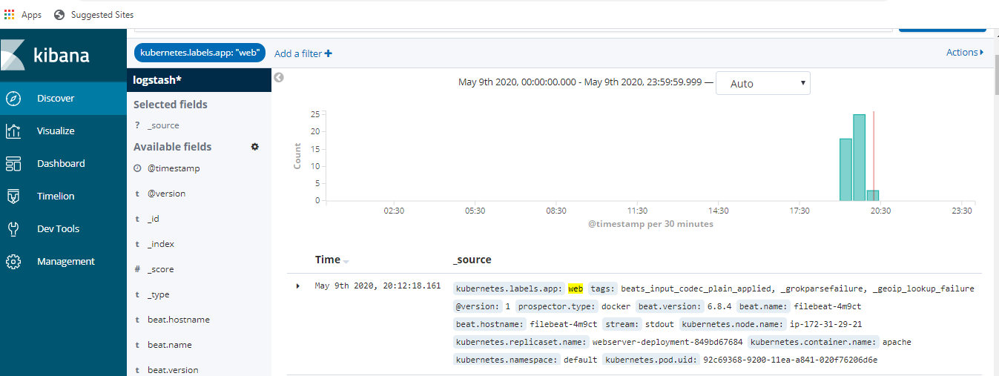 Apps Suggested Sites
kibana
Discover
Visualize
Dashboard
Timelion
Dev Tools
Management
kubernetes.labels.app: "web" Add a filter + Actions
logstash*
Selected fields
? _source
Available fields
@timestamp
t @version
t _id
t _index
# _score
t _type
t beat.hostname
t beat.name
t beat.version
May 9th 2020, 00:00:00.000 - May 9th 2020, 23:59:59.999 — Auto
Count
25
20
15
10
5
0
02:30 05:30 08:30 11:30 14:30 17:30 20:30 23:30
@timestamp per 30 minutes
Time _source
May 9th 2020, 20:12:18.161
kubernetes.labels.app: web tags: beats_input_codec_plain_applied, _grokparsefailure, _geoip_lookup_failure
@version: 1 prospector.type: docker beat.version: 6.8.4 beat.name: filebeat-4m9ct
beat.hostname: filebeat-4m9ct stream: stdout kubernetes.node.name: ip-172-31-29-21
kubernetes.replicaset.name: webserver-deployment-849bd67684 kubernetes.container.name: apache
kubernetes.namespace: default kubernetes.pod.uid: 92c69368-9200-11ea-a841-020f76206d6e